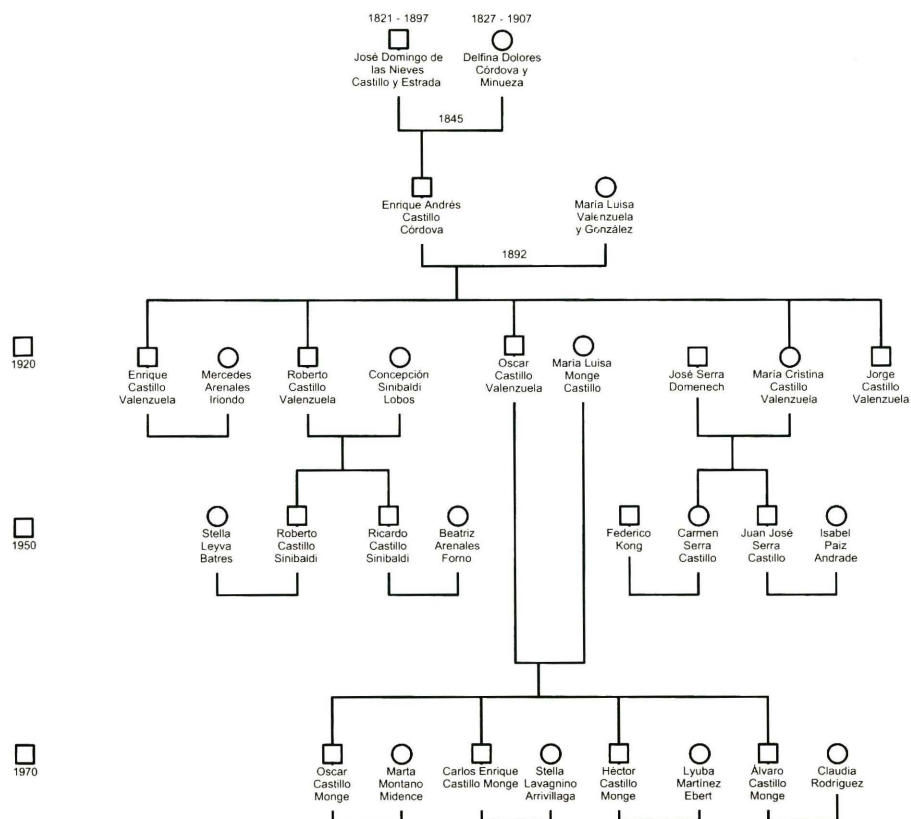 1821 - 1897
1827 - 1907
José Domingo de
las Nieves
Castillo y Estrada
Delfina Dolores
Córdova y
Minueza
1845
Enrique Andrés
Castillo
Córdova
María Luisa
Valenzuela
y González
1892
1920
Enrique
Castillo
Valenzuela
Mercedes
Arenales
Iriondo
Roberto
Castillo
Valenzuela
Concepción
Sinibaldi
Lobos
Oscar
Castillo
Valenzuela
María Luisa
Monge
Castillo
José Serra
Domenech
María Cristina
Castillo
Valenzuela
Jorge
Castillo
Valenzuela
1950
Stella
Leyva
Batres
Roberto
Castillo
Sinibaldi
Ricardo
Castillo
Sinibaldi
Beatriz
Arenales
Forno
Federico
Kong
Carmen
Serra
Castillo
Juan José
Serra
Castillo
Isabel
Paiz
Andrade
1970
Oscar
Castillo
Monge
Marta
Montano
Midence
Carlos Enrique
Castillo Monge
Stella
Lavagnino
Arrivillaga
Héctor
Castillo
Monge
Lyuba
Martínez
Ebert
Álvaro
Castillo
Monge
Claudia
Rodríguez